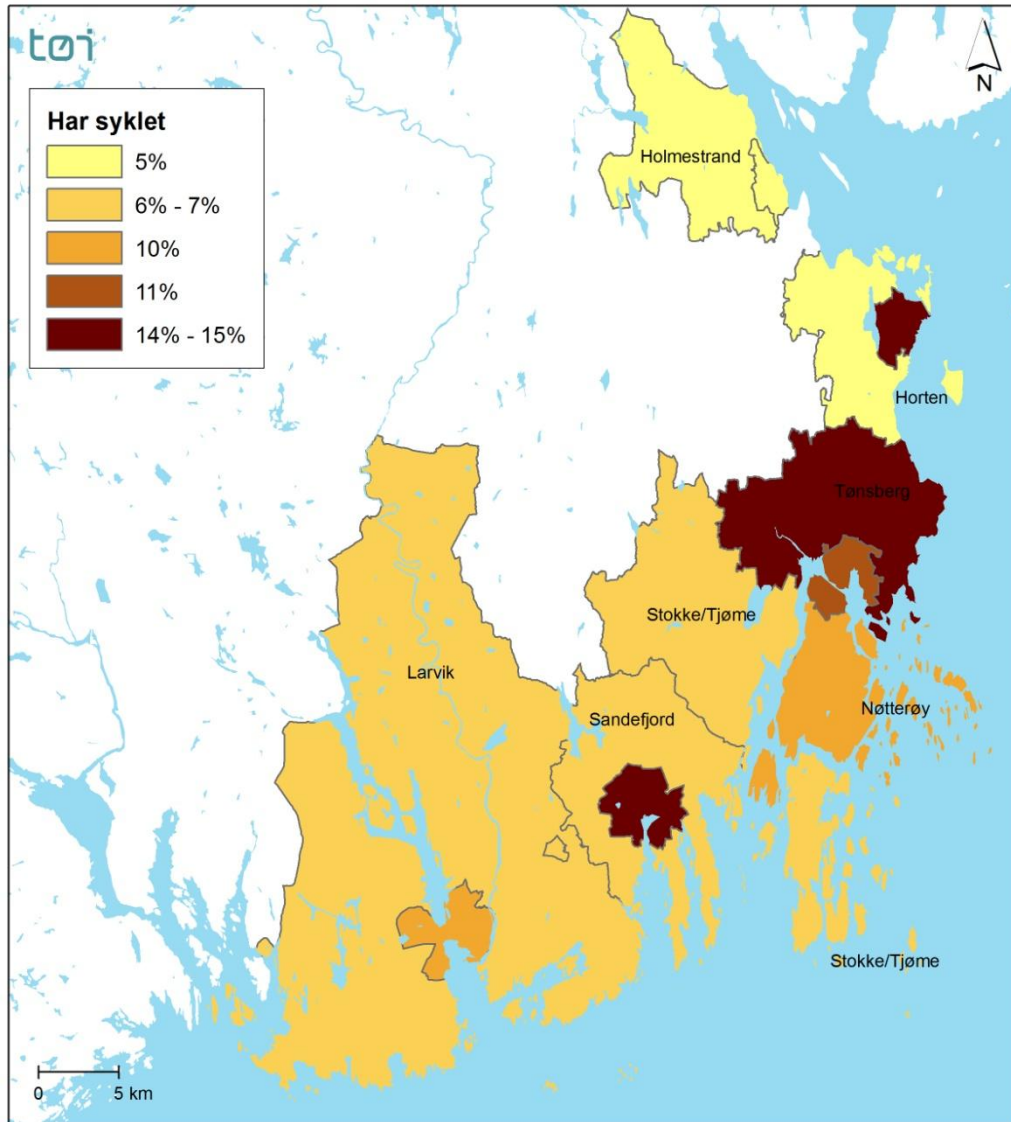 tøi
N
Har syklet
5%
6% - 7%
10%
11%
14% - 15%
Holmestrand
Horten
Tønsberg
Stokke/Tjøme
Larvik
Nøtterøy
Sandefjord
Stokke/Tjøme
0 5 km